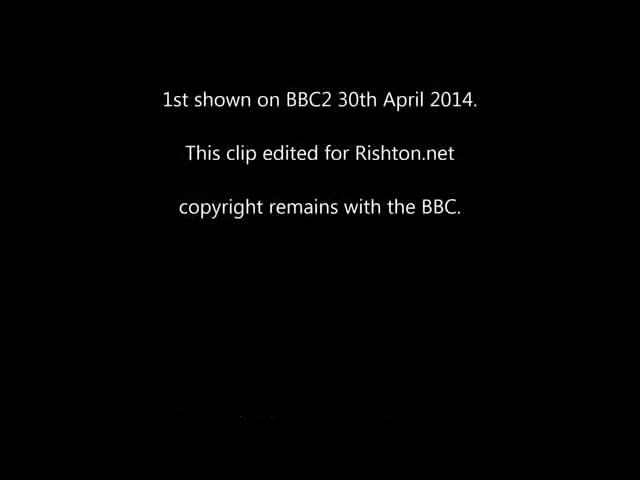 1st shown on BBC2 30th April 2014.
This clip edited for Rishton.net
copyright remains with the BBC.